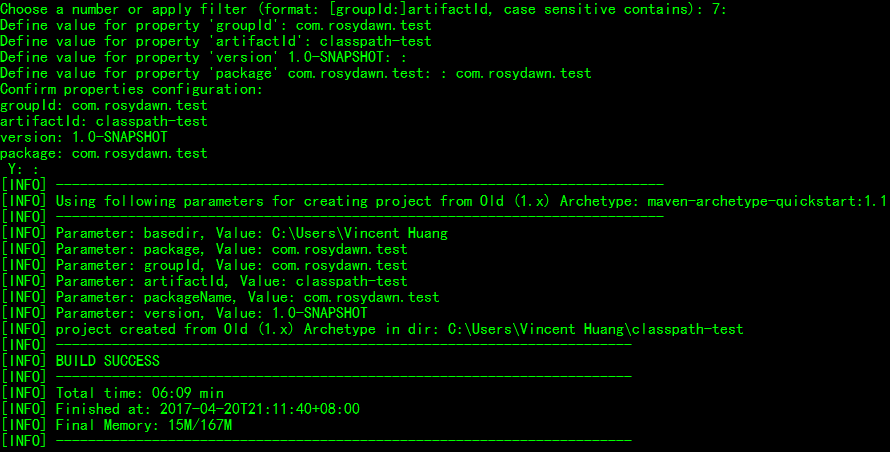 Choose a number or apply filter (format: [groupId:]artifactId, case sensitive contains): 7:
Define value for property 'groupId': com.rosydawn.test
Define value for property 'artifactId': classpath-test
Define value for property 'version' 1.0-SNAPSHOT: :
Define value for property 'package' com.rosydawn.test: : com.rosydawn.test
Confirm properties configuration:
groupId: com.rosydawn.test
artifactId: classpath-test
version: 1.0-SNAPSHOT
package: com.rosydawn.test
 Y: :
[INFO] ----------------------------------------------------------------------------
[INFO] Using following parameters for creating project from Old (1.x) Archetype: maven-archetype-quickstart:1.1
[INFO] ----------------------------------------------------------------------------
[INFO] Parameter: basedir, Value: C:\Users\Vincent Huang
[INFO] Parameter: package, Value: com.rosydawn.test
[INFO] Parameter: groupId, Value: com.rosydawn.test
[INFO] Parameter: artifactId, Value: classpath-test
[INFO] Parameter: packageName, Value: com.rosydawn.test
[INFO] Parameter: version, Value: 1.0-SNAPSHOT
[INFO] project created from Old (1.x) Archetype in dir: C:\Users\Vincent Huang\classpath-test
[INFO] ------------------------------------------------------------------------
[INFO] BUILD SUCCESS
[INFO] ------------------------------------------------------------------------
[INFO] Total time: 06:09 min
[INFO] Finished at: 2017-04-20T21:11:40+08:00
[INFO] Final Memory: 15M/167M
[INFO] ------------------------------------------------------------------------